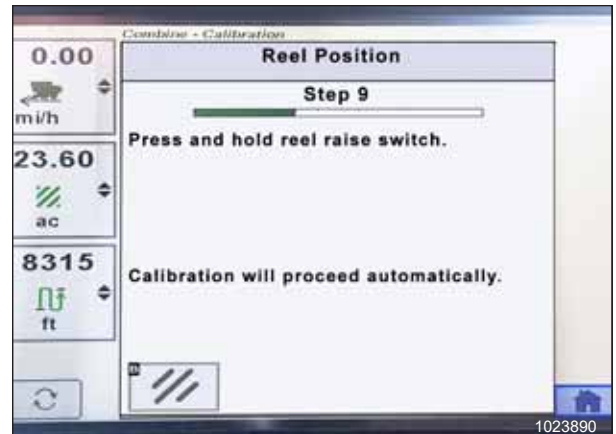 Combine - Calibration
Reel Position
Step 9
Press and hold reel raise switch.
Calibration will proceed automatically.
0.00
mi/h
23.60
ac
8315
ft
1023890